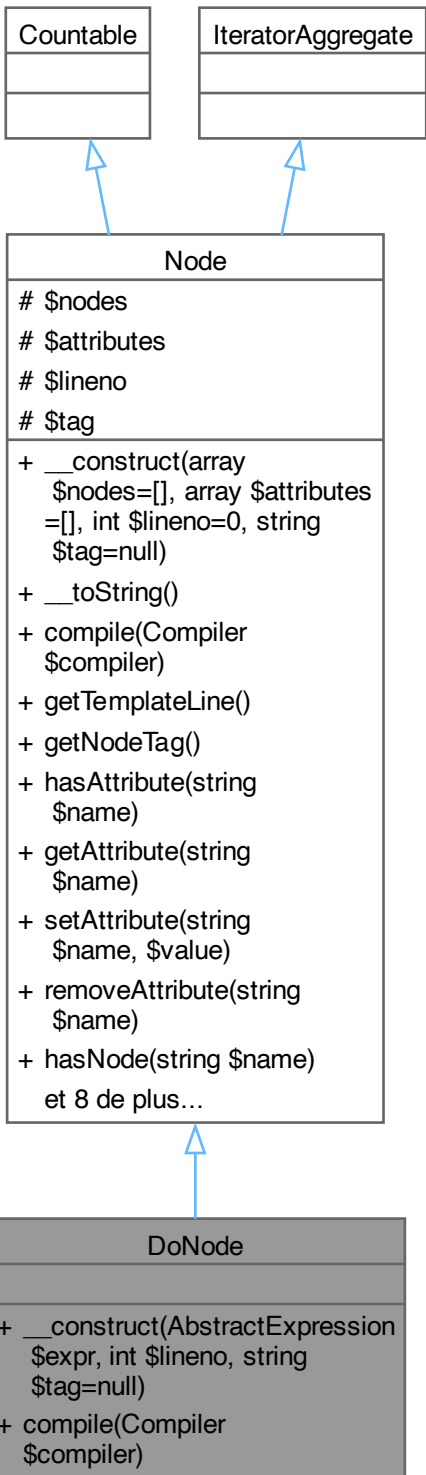 Countable
IteratorAggregate
Node
# $nodes
# $attributes
# $lineno
# $tag
+ __construct(array
$nodes=[], array $attributes
=[], int $lineno=0, string
$tag=null)
+ __toString()
+ compile(Compiler
$compiler)
+ getTemplateLine()
+ getNodeTag()
+ hasAttribute(string
$name)
+ getAttribute(string
$name)
+ setAttribute(string
$name, $value)
+ removeAttribute(string
$name)
+ hasNode(string $name)
et 8 de plus...
DoNode
+ __construct(AbstractExpression
$expr, int $lineno, string
$tag=null)
+ compile(Compiler
$compiler)